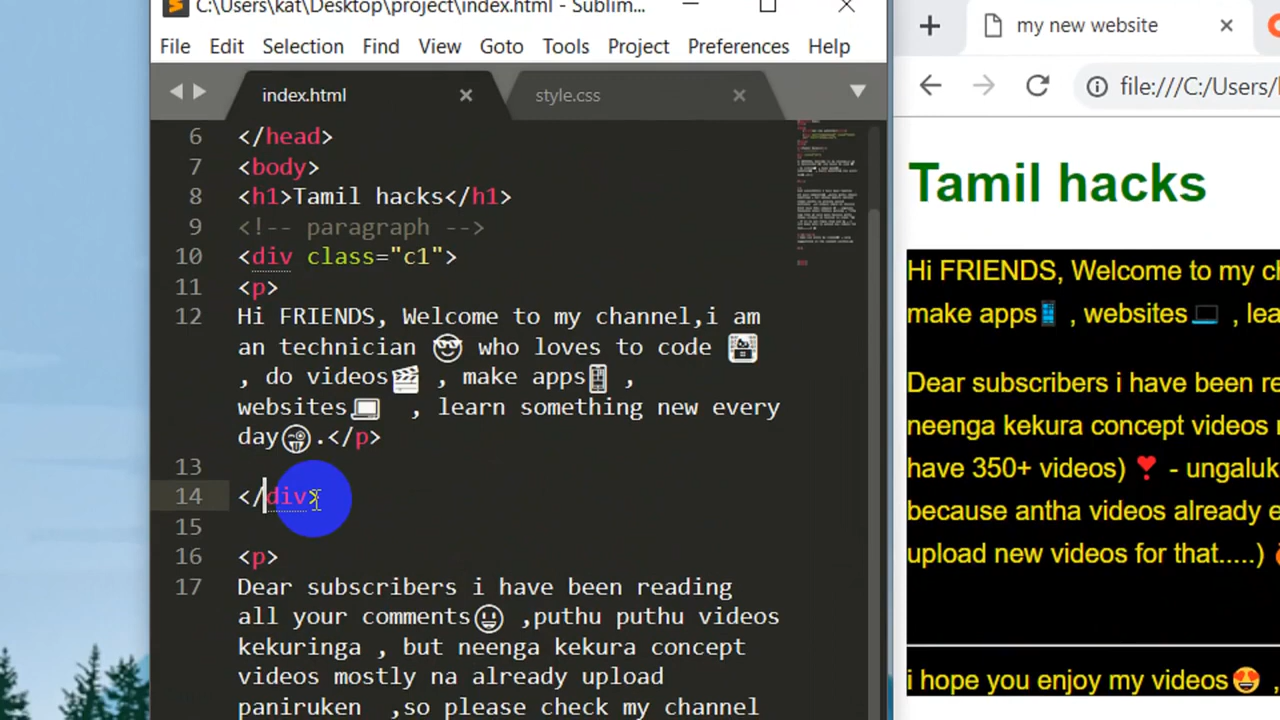 C:\Users\kat\Desktop\project\index.html - Sublim...
File Edit Selection Find View Goto Tools Project Preferences Help
index.html
style.css
6 </head>
7 <body>
8 <h1>Tamil hacks</h1>
9 <!-- paragraph -->
10 <div class="c1">
11 <p>
12 Hi FRIENDS, Welcome to my channel,i am
an technician 😎 who loves to code 🤖
, do videos🎬 , make apps📱 ,
websites💻 , learn something new every
day🤪.</p>
13
14 </div>
15
16 <p>
17 Dear subscribers i have been reading
all your comments😃 ,puthu puthu videos
kekuringa , but neenga kekura concept
videos mostly na already upload
paniruken ,so please check my channel
my new website
file:///C:/Users/
Tamil hacks
Hi FRIENDS, Welcome to my
make apps📱 , websites💻 ,
Dear subscribers i have been
neenga kekura concept videos
have 350+ videos) ❣ - ungaluk
because antha videos already
upload new videos for that.....)
i hope you enjoy my videos😍 ,